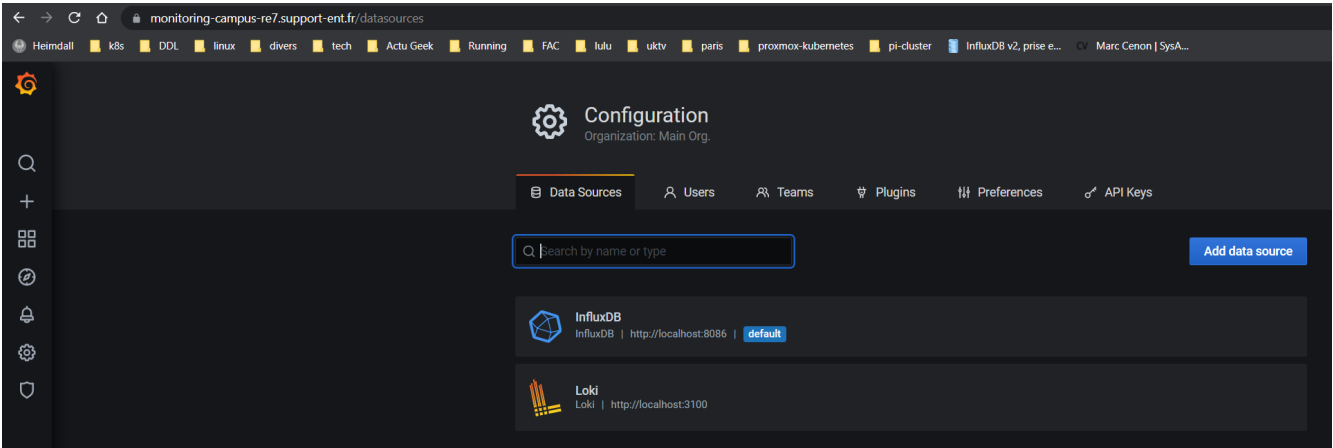 monitoring-campus-re7.support-ent.fr/datasources
Heimdall k8s DDL linux divers tech Actu Geek Running FAC lulu uktv paris proxmox-kubernetes pi-cluster InfluxDB v2, prise e... CV Marc Cenon | SysA...
Configuration
Organization: Main Org.
Data Sources Users Teams Plugins Preferences API Keys
Search by name or type Add data source
InfluxDB
InfluxDB | http://localhost:8086 | default
Loki
Loki | http://localhost:3100